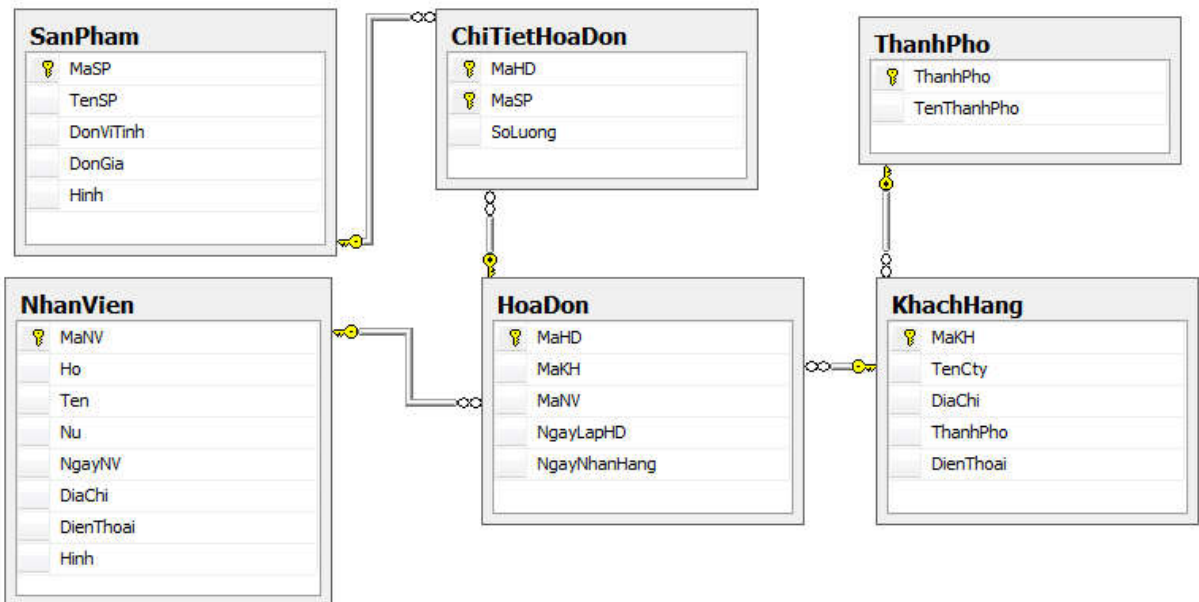 SanPham
MaSP
TenSP
DonViTinh
DonGia
Hinh
ChiTietHoaDon
MaHD
MaSP
SoLuong
ThanhPho
ThanhPho
TenThanhPho
NhanVien
MaNV
Ho
Ten
Nu
NgayNV
DiaChi
DienThoai
Hinh
HoaDon
MaHD
MaKH
MaNV
NgayLapHD
NgayNhanHang
KhachHang
MaKH
TenCty
DiaChi
ThanhPho
DienThoai